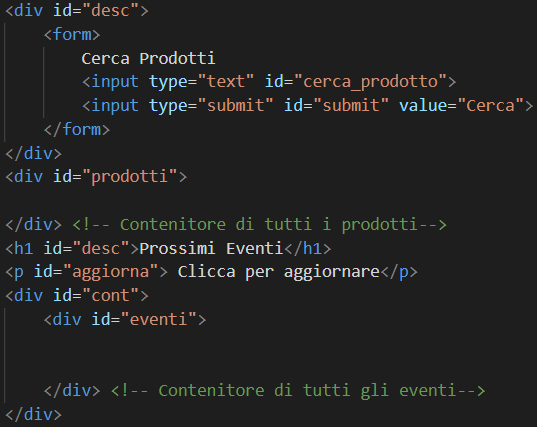 <div id="desc">
<form>
Cerca Prodotti
<input type="text" id="cerca_prodotto">
<input type="submit" id="submit" value="Cerca">
</form>
</div>
<div id="prodotti">
</div> <!-- Contenitore di tutti i prodotti-->
<h1 id="desc">Prossimi Eventi</h1>
<p id="aggiorna"> Clicca per aggiornare</p>
<div id="cont">
<div id="eventi">
</div> <!-- Contenitore di tutti gli eventi-->
</div>